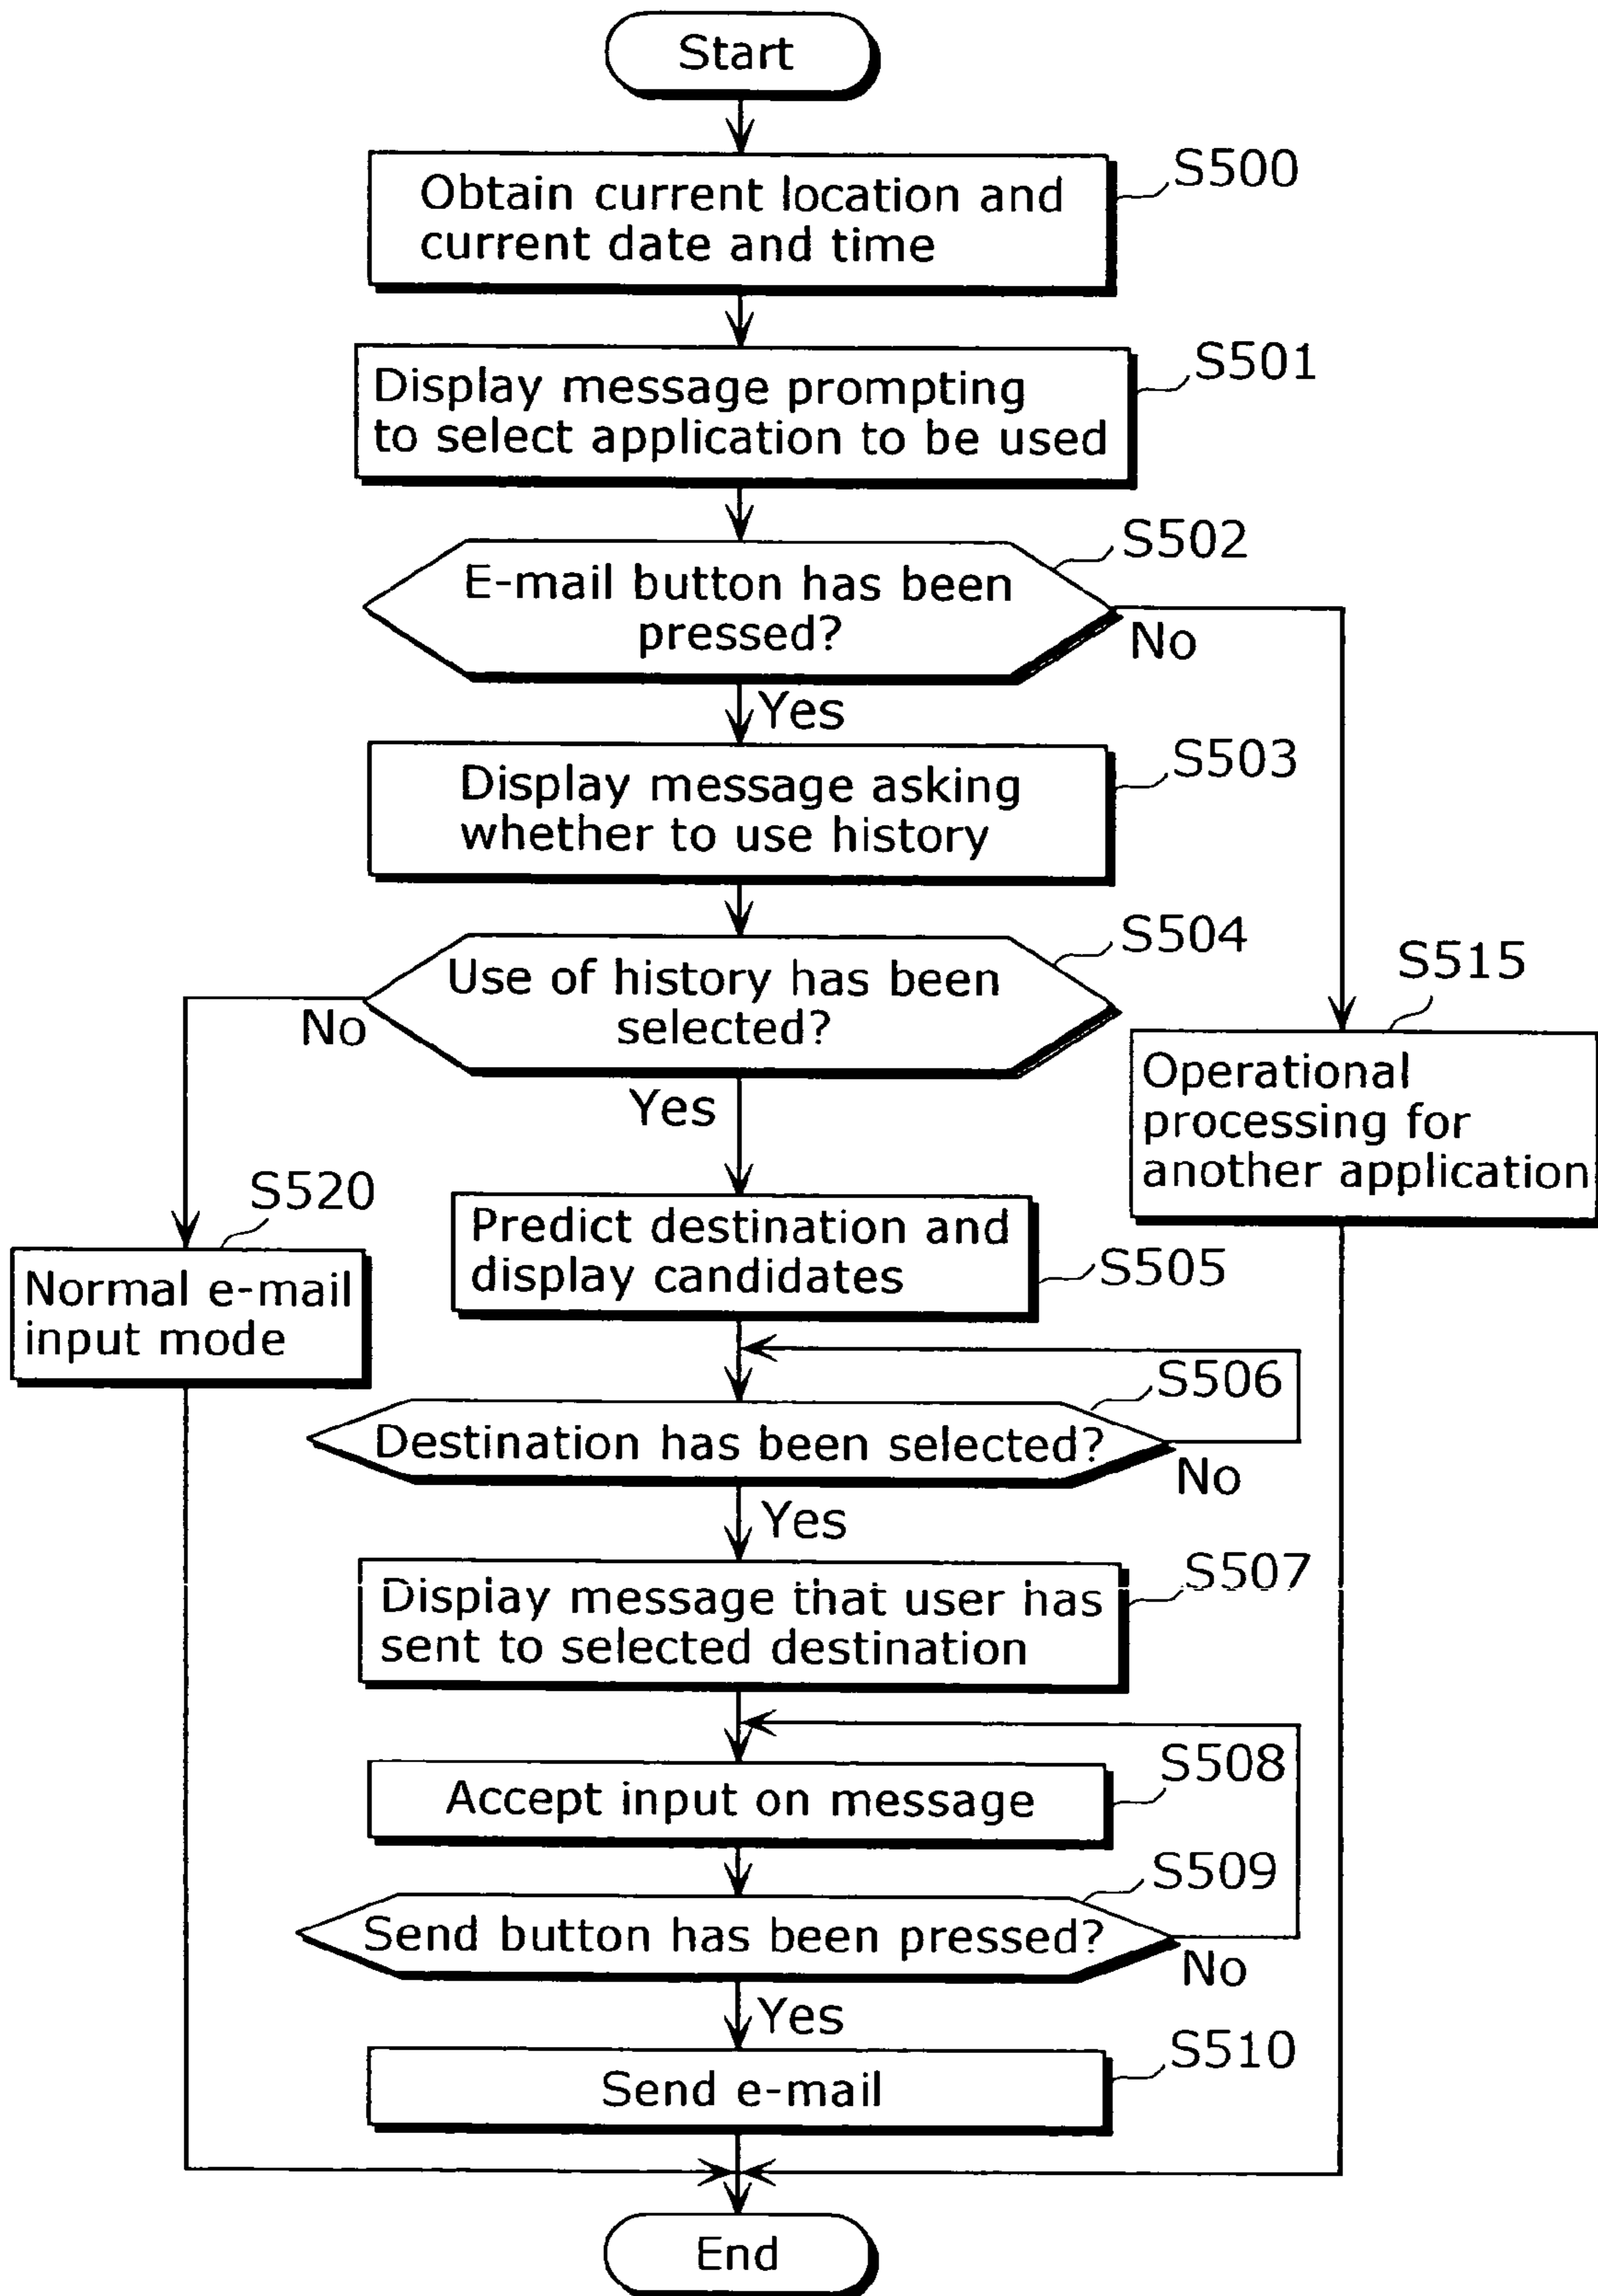 Start
Obtain current location and
current date and time
S500
Display message prompting
to select application to be used
S501
E-mail button has been
pressed?
S502
No
Yes
Display message asking
whether to use history
S503
Use of history has been
selected?
S504
No
Yes
S515
Operational
processing for
another application
S520
Normal e-mail
input mode
Predict destination and
display candidates
S505
Destination has been selected?
S506
No
Yes
Display message that user has
sent to selected destination
S507
Accept input on message
S508
Send button has been pressed?
S509
No
Yes
Send e-mail
S510
End